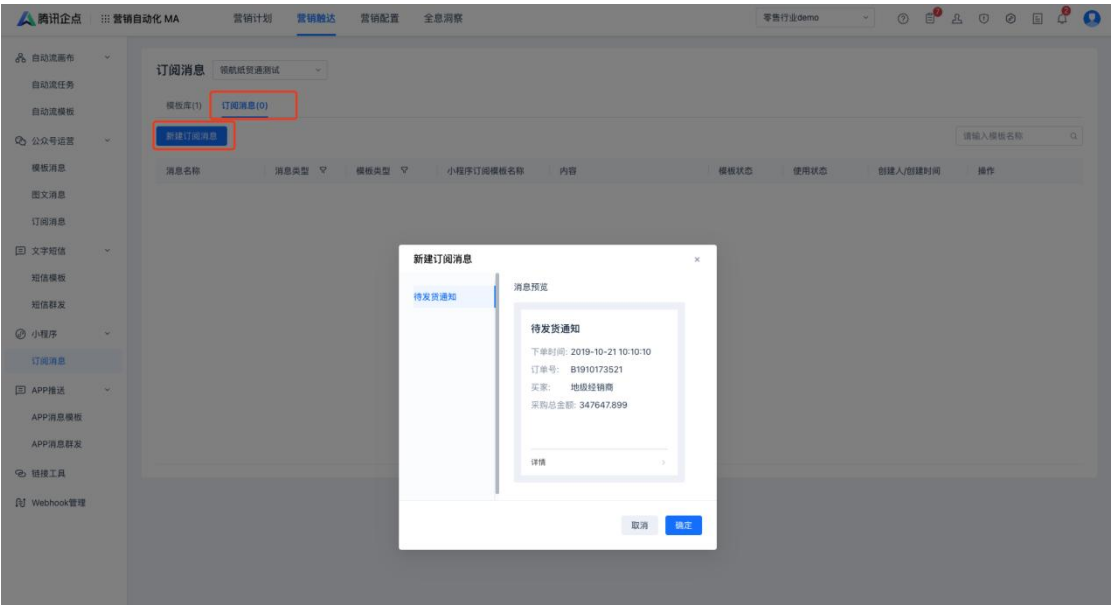 腾讯企点 营销自动化 MA 营销计划 营销触达 营销配置 全息洞察 零售行业demo
自动流画布
自动流任务
自动流模板
公众号运营
模板消息
图文消息
订阅消息
文字短信
短信模板
短信群发
小程序
订阅消息
APP推送
APP消息模板
APP消息群发
链接工具
Webhook管理
订阅消息 领航纸贸通测试
模板库(1) 订阅消息(0)
新建订阅消息 请输入模板名称
消息名称 消息类型 模板类型 小程序订阅模板名称 内容 模板状态 使用状态 创建人/创建时间 操作
新建订阅消息 ×
待发货通知
消息预览
待发货通知
下单时间: 2019-10-21 10:10:10
订单号: B1910173521
买家: 地级经销商
采购总金额: 347647.899
详情
取消 确定